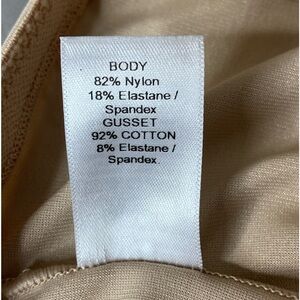 BODY
82% Nylon
18% Elastane /
Spandex
GUSSET
92% COTTON
8% Elastane /
Spandex